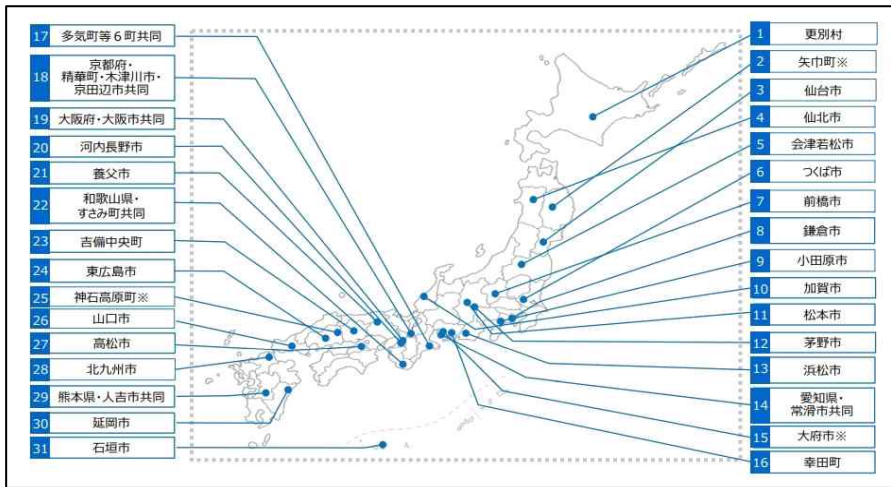 17 多気町等6町共同
18 京都府・
精華町・木津川市・
京田辺市共同
19 大阪府・大阪市共同
20 河内長野市
21 養父市
22 和歌山県・
すさみ町共同
23 吉備中央町
24 東広島市
25 神石高原町※
26 山口市
27 高松市
28 北九州市
29 熊本県・人吉市共同
30 延岡市
31 石垣市
1 更別村
2 矢巾町※
3 仙台市
4 仙北市
5 会津若松市
6 つくば市
7 前橋市
8 鎌倉市
9 小田原市
10 加賀市
11 松本市
12 茅野市
13 浜松市
14 愛知県・
常滑市共同
15 大府市※
16 幸田町